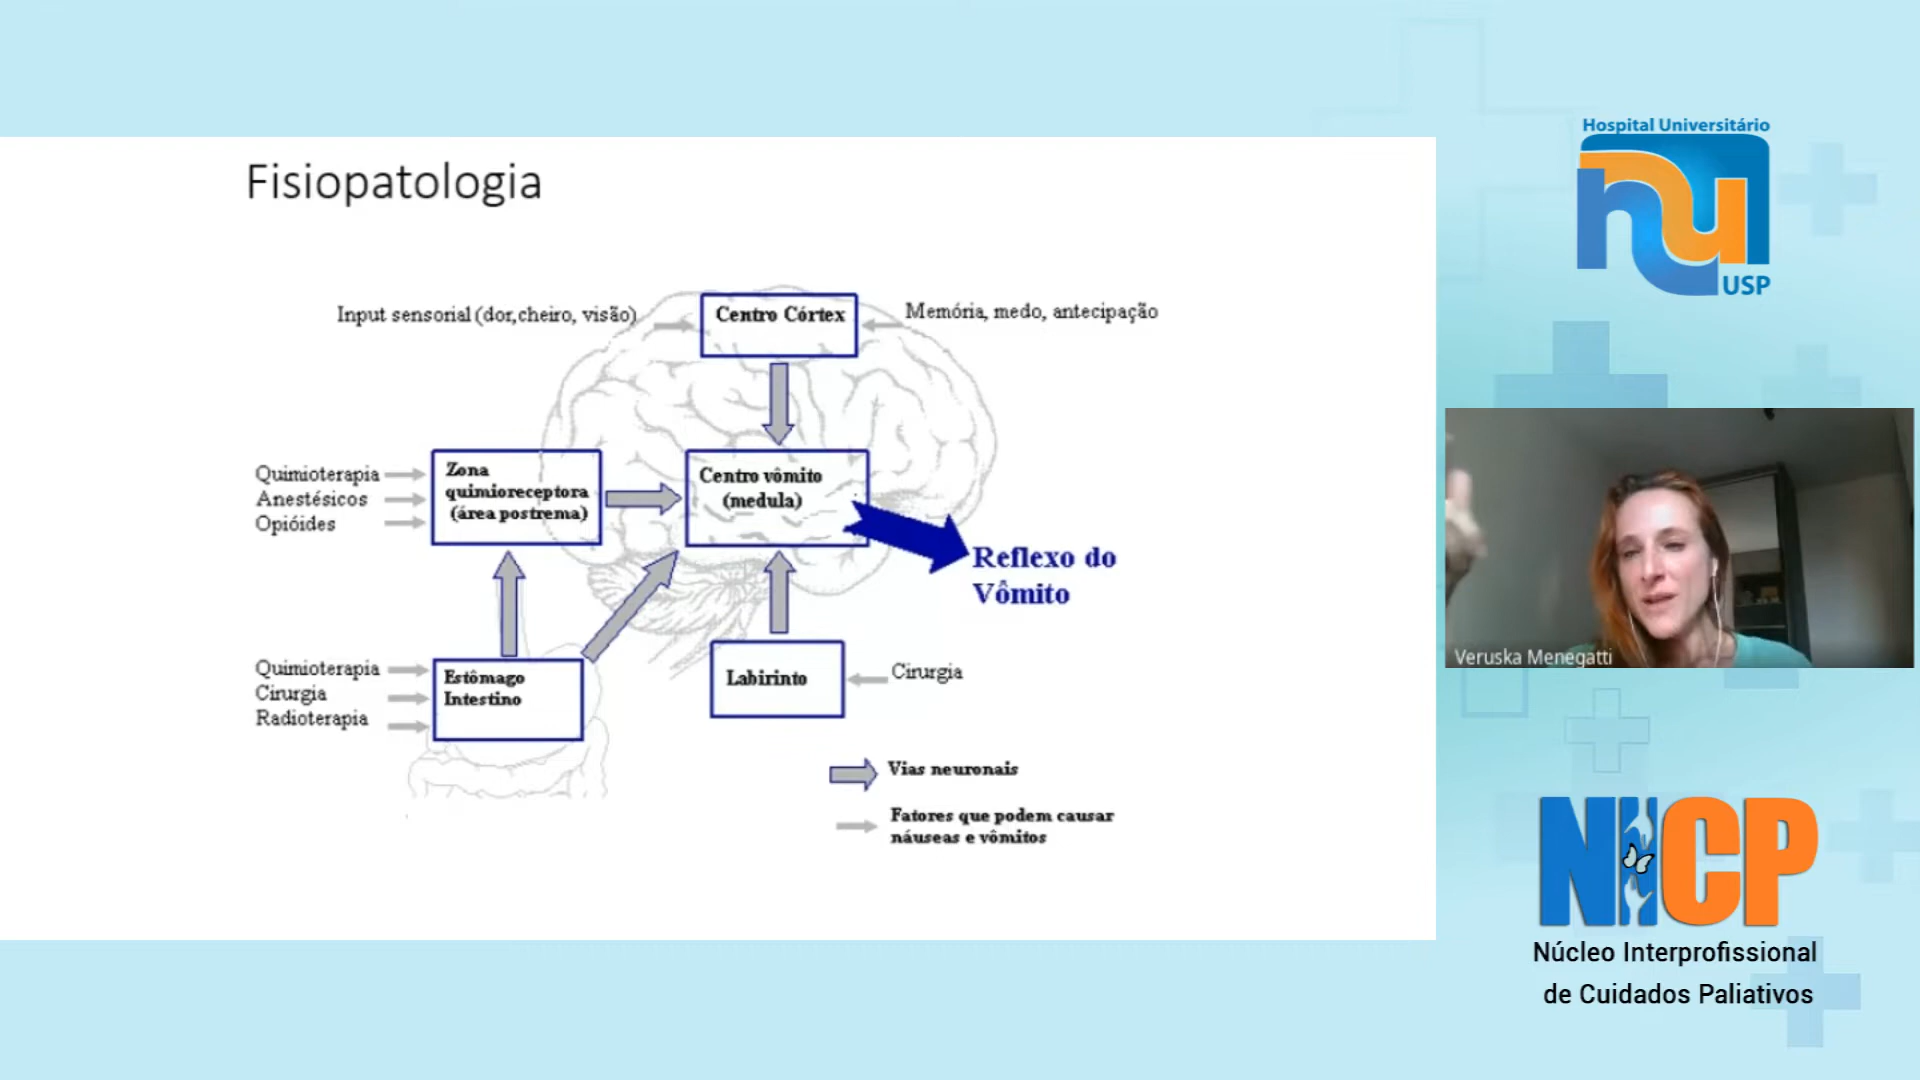 Fisiopatologia
Input sensorial (dor,cheiro, visão)
Centro Córtex
Memória, medo, antecipação
Quimioterapia
Anestésicos
Opióides
Zona
quimioreceptora
(área postrema)
Centro vômito
(medula)
Reflexo do
Vômito
Quimioterapia
Cirurgia
Radioterapia
Estômago
Intestino
Labirinto
Cirurgia
Vias neuronais
Fatores que podem causar
náuseas e vômitos
Hospital Universitário
hu
USP
Veruska Menegatti
NICP
Núcleo Interprofissional
de Cuidados Paliativos